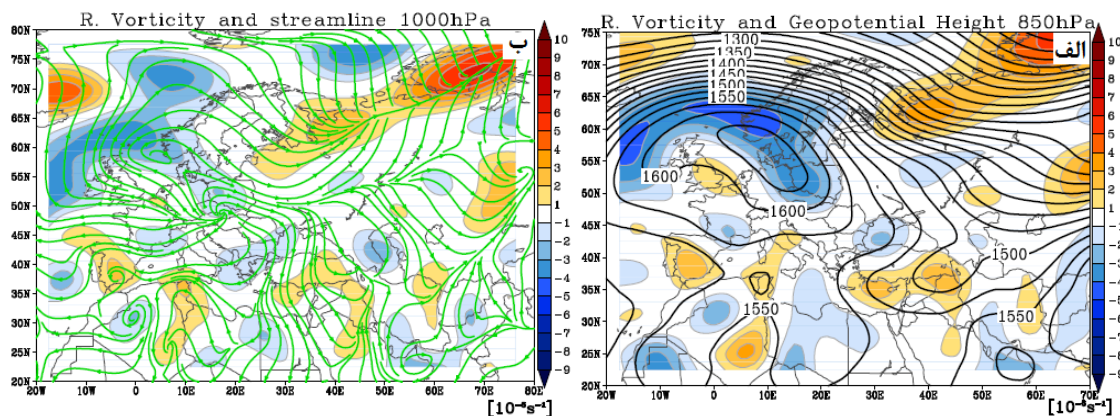 R. Vorticity and streamline 1000hPa
ب
80N
75N
70N
65N
60N
55N
50N
45N
40N
35N
30N
25N
20N
20W 10W 0 10E 20E 30E 40E 50E 60E 70E 80E
10
9
8
7
6
5
4
3
2
1
-1
-2
-3
-4
-5
-6
-7
-8
-9
[10⁻⁵s⁻¹]
R. Vorticity and Geopotential Height 850hPa
الف
75N
70N
65N
60N
55N
50N
45N
40N
35N
30N
25N
20N
1300
1350
1400
1450
1500
1550
1600
1600
1500
1550
1550
20W 10W 0 10E 20E 30E 40E 50E 60E 70E 80E
10
9
8
7
6
5
4
3
2
1
-1
-2
-3
-4
-5
-6
-7
-8
-9
[10⁻⁵s⁻¹]